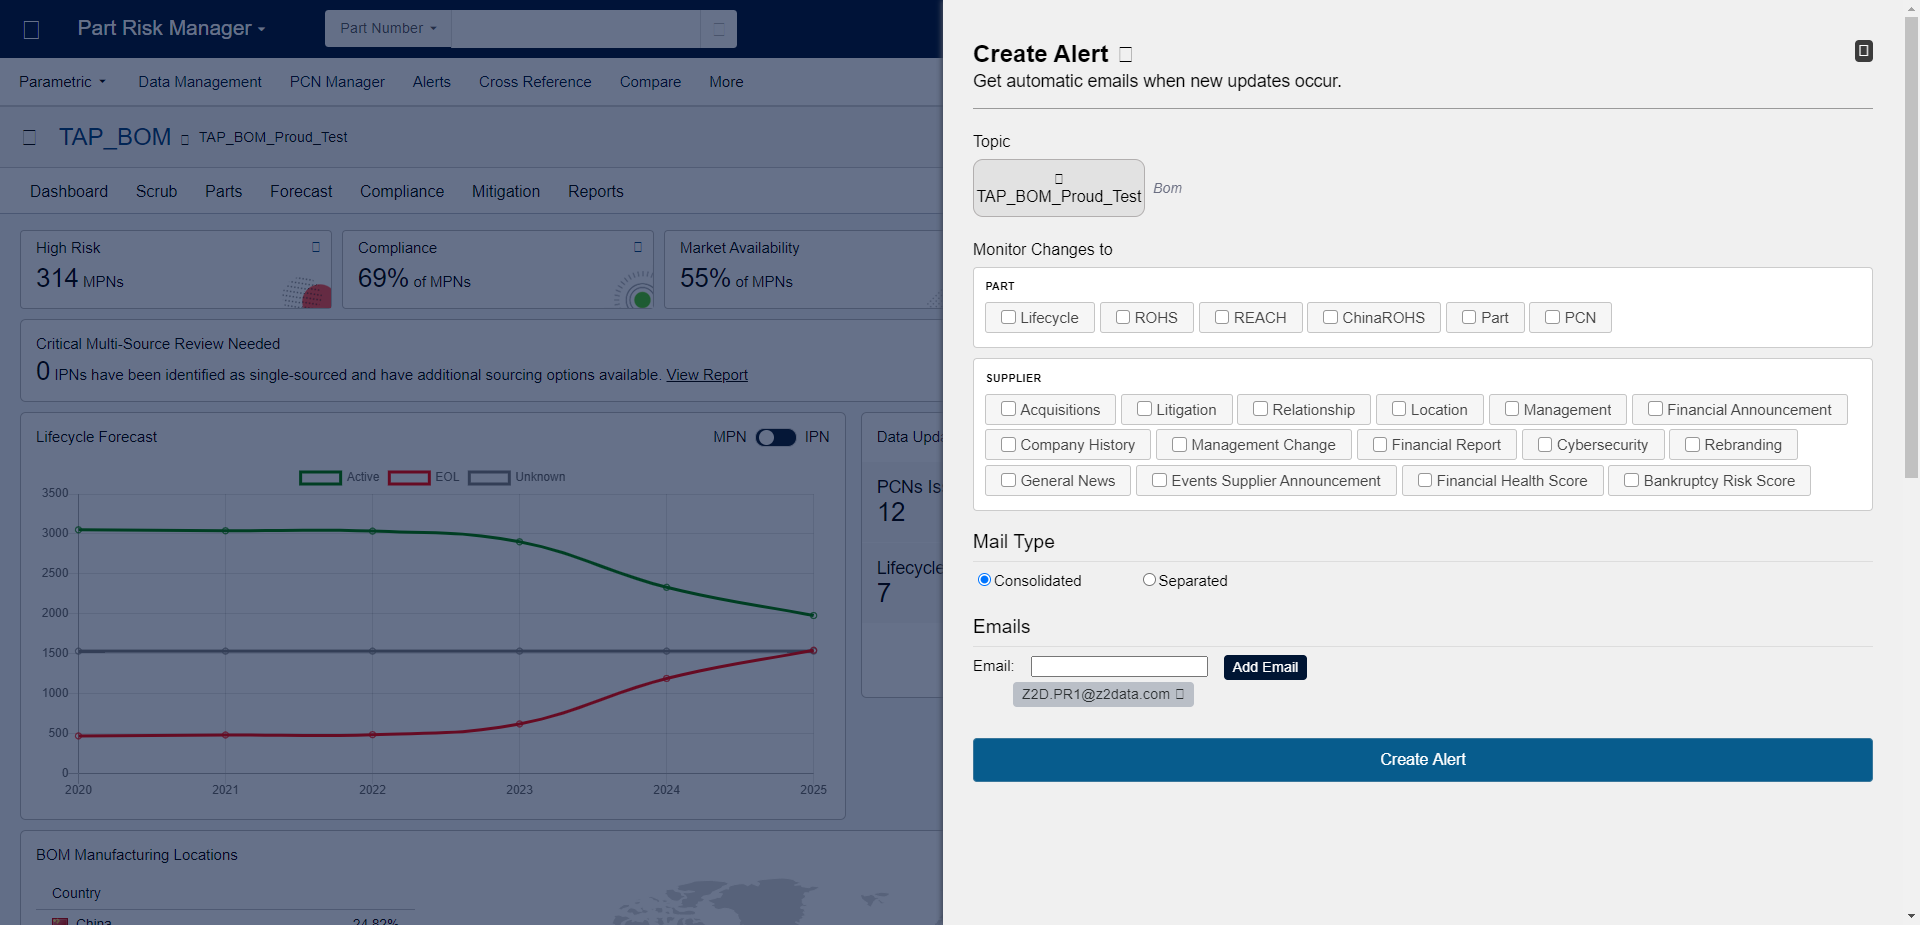 Part Risk Manager
Part Number
Parametric Data Management PCN Manager Alerts Cross Reference Compare More
TAP_BOM TAP_BOM_Proud_Test
Dashboard Scrub Parts Forecast Compliance Mitigation Reports
High Risk
314 MPNs
Compliance
69% of MPNs
Market Availability
55% of MPNs
Critical Multi-Source Review Needed
0 IPNs have been identified as single-sourced and have additional sourcing options available. View Report
Lifecycle Forecast
MPN IPN
Active EOL Unknown
3500
3000
2500
2000
1500
1000
500
0
2020 2021 2022 2023 2024 2025
Data Upd
PCNs Is
12
Lifecycle
7
BOM Manufacturing Locations
Country
China 24.82%
Create Alert
Get automatic emails when new updates occur.
Topic
TAP_BOM_Proud_Test
Bom
Monitor Changes to
PART
Lifecycle ROHS REACH ChinaROHS Part PCN
SUPPLIER
Acquisitions Litigation Relationship Location Management Financial Announcement
Company History Management Change Financial Report Cybersecurity Rebranding
General News Events Supplier Announcement Financial Health Score Bankruptcy Risk Score
Mail Type
Consolidated Separated
Emails
Email: Add Email
Z2D.PR1@z2data.com
Create Alert